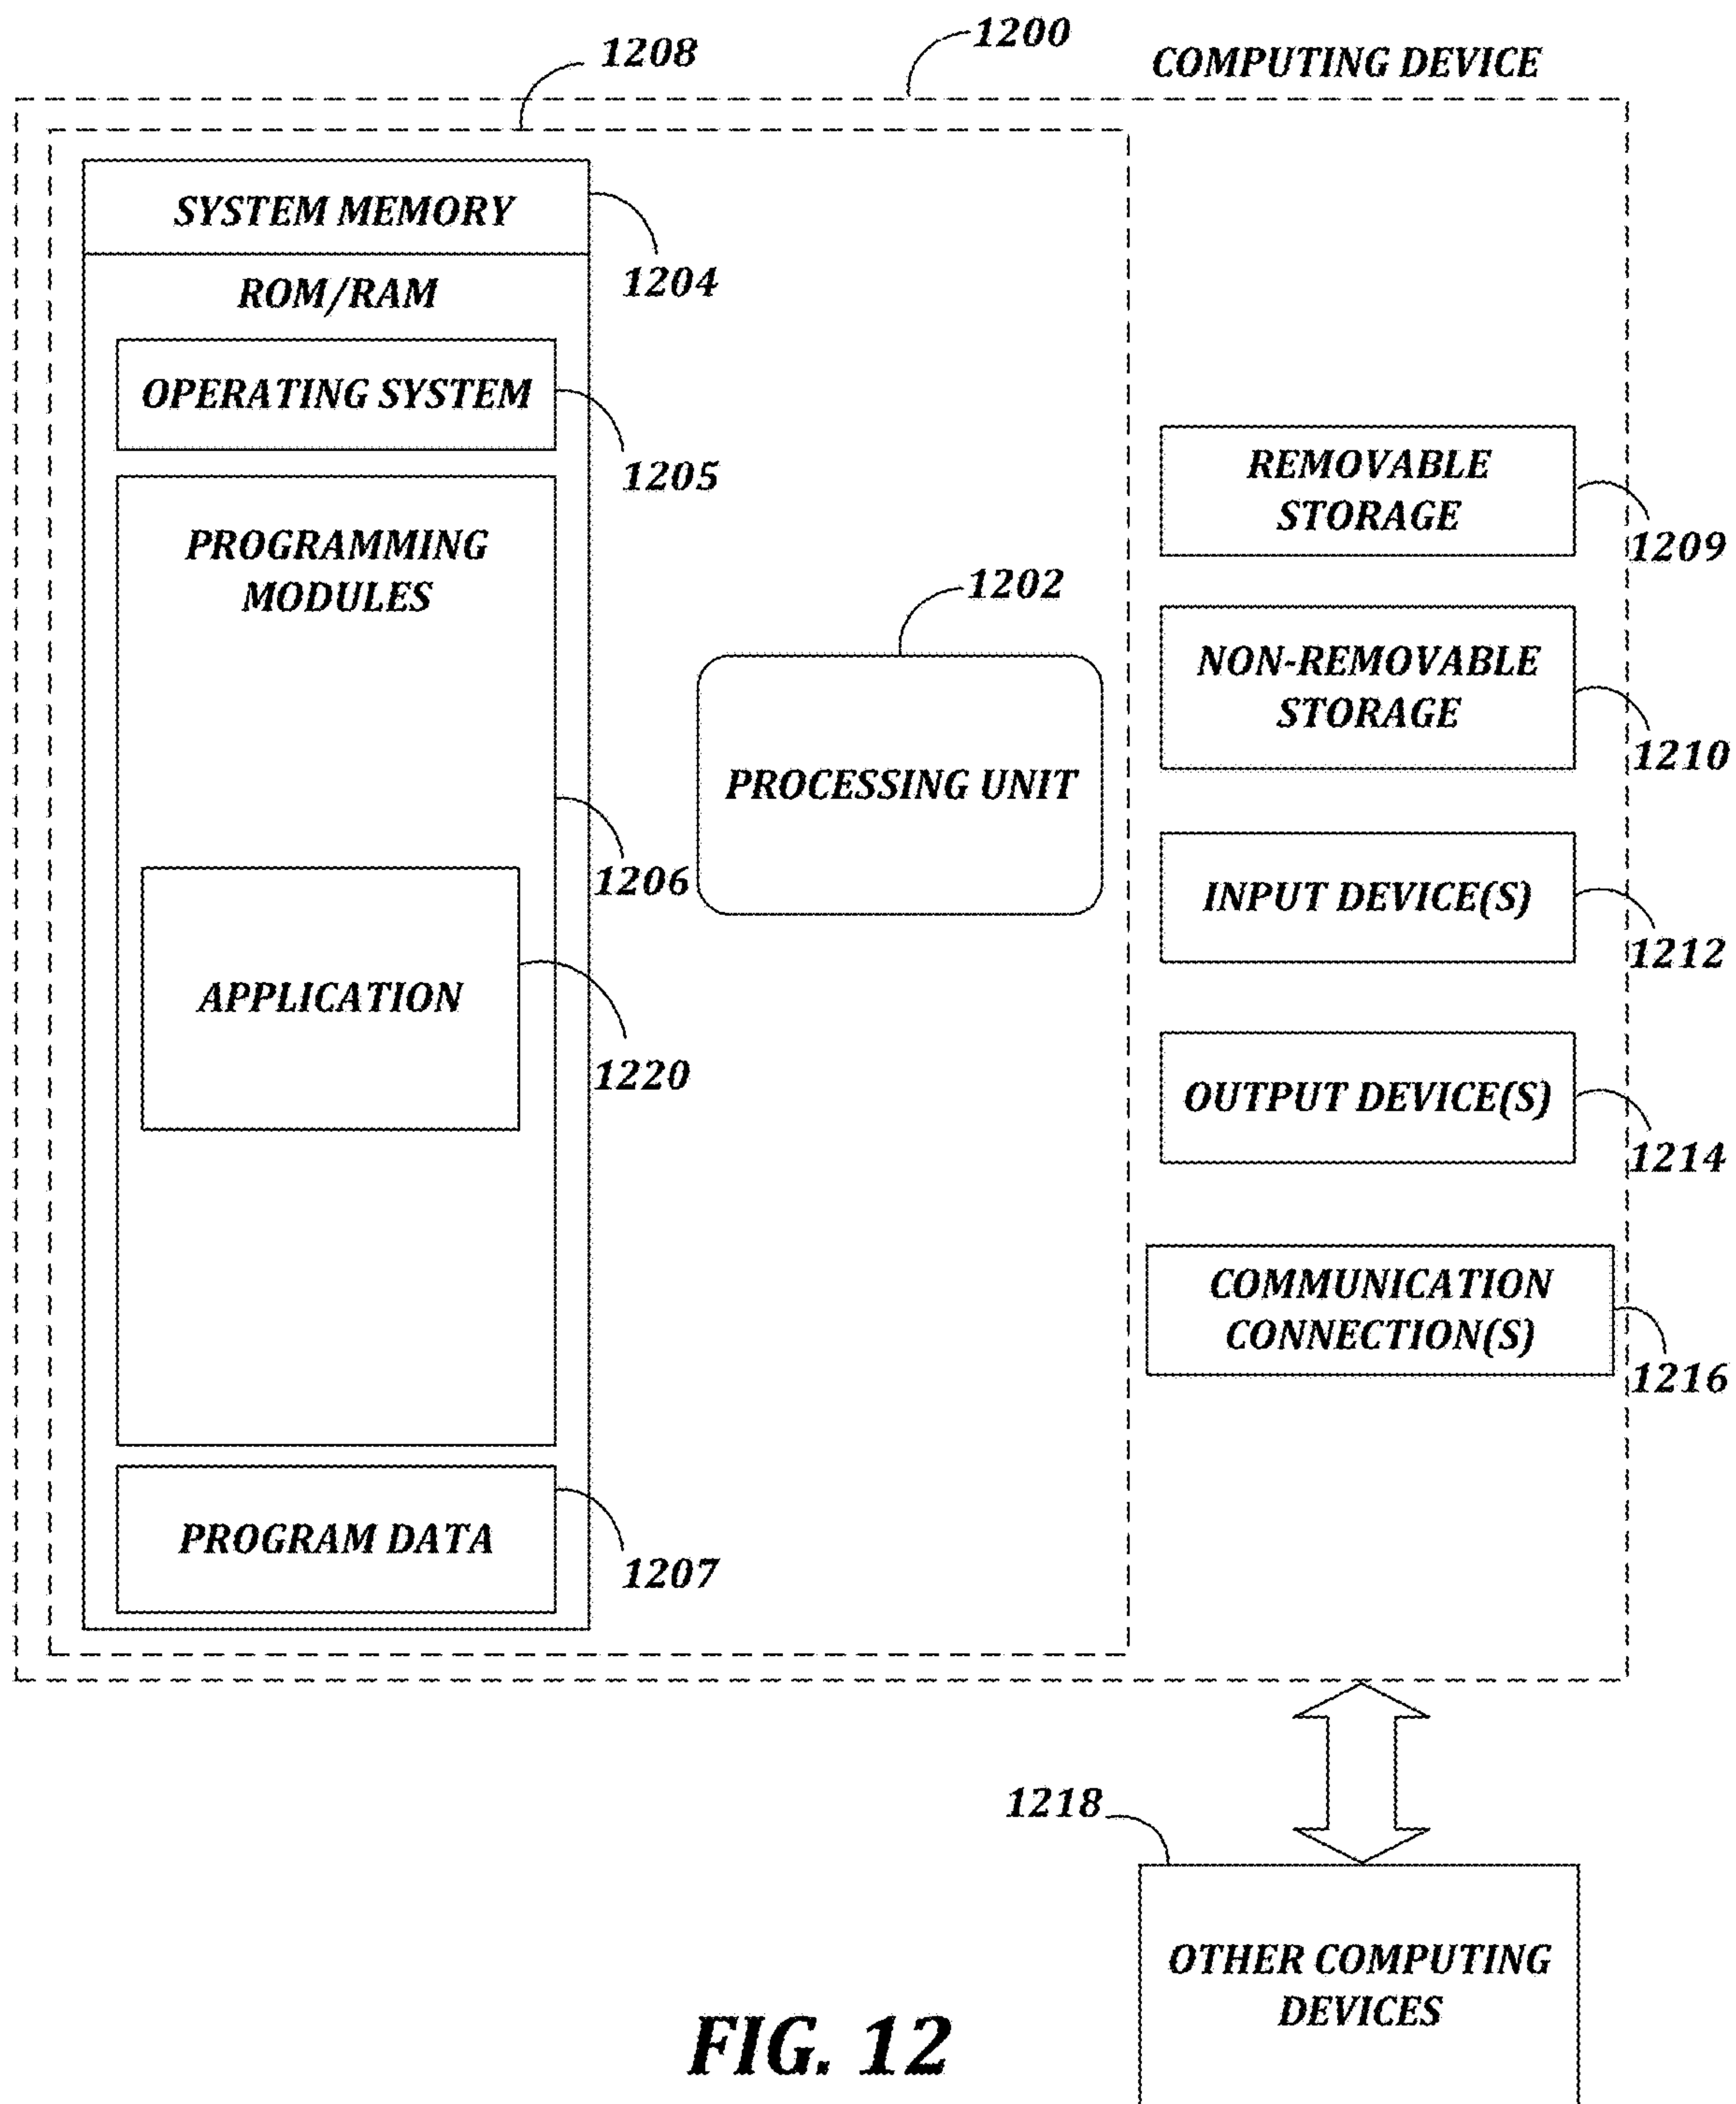 1208
1200
COMPUTING DEVICE
SYSTEM MEMORY
1204
ROM/RAM
OPERATING SYSTEM
1205
PROGRAMMING
MODULES
1206
APPLICATION
1220
PROGRAM DATA
1207
1202
PROCESSING UNIT
REMOVABLE
STORAGE
1209
NON-REMOVABLE
STORAGE
1210
INPUT DEVICE(S)
1212
OUTPUT DEVICE(S)
1214
COMMUNICATION
CONNECTION(S)
1216
1218
OTHER COMPUTING
DEVICES
FIG. 12